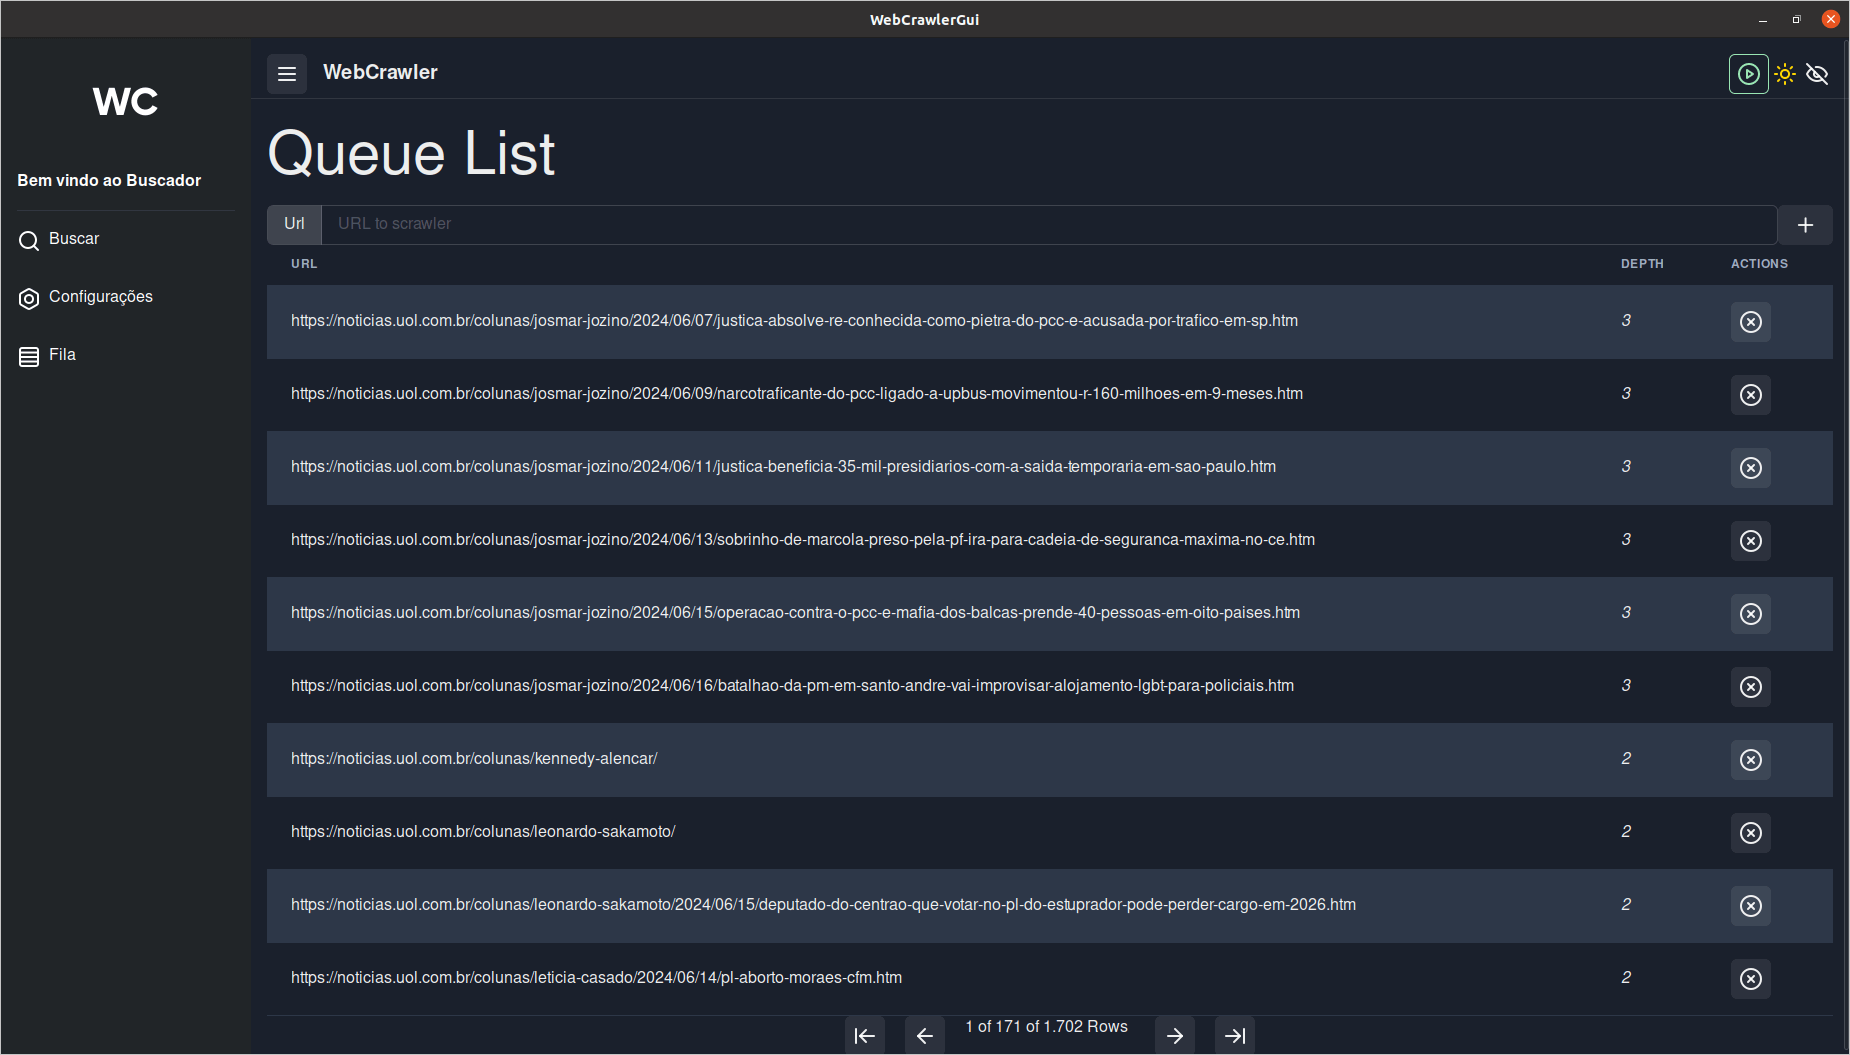 WebCrawlerGui
WC
Bem vindo ao Buscador
Buscar
Configurações
Fila
WebCrawler
Queue List
Url URL to scrawler
URL DEPTH ACTIONS
https://noticias.uol.com.br/colunas/josmar-jozino/2024/06/07/justica-absolve-re-conhecida-como-pietra-do-pcc-e-acusada-por-trafico-em-sp.htm 3
https://noticias.uol.com.br/colunas/josmar-jozino/2024/06/09/narcotraficante-do-pcc-ligado-a-upbus-movimentou-r-160-milhoes-em-9-meses.htm 3
https://noticias.uol.com.br/colunas/josmar-jozino/2024/06/11/justica-beneficia-35-mil-presidiarios-com-a-saida-temporaria-em-sao-paulo.htm 3
https://noticias.uol.com.br/colunas/josmar-jozino/2024/06/13/sobrinho-de-marcola-preso-pela-pf-ira-para-cadeia-de-seguranca-maxima-no-ce.htm 3
https://noticias.uol.com.br/colunas/josmar-jozino/2024/06/15/operacao-contra-o-pcc-e-mafia-dos-balcas-prende-40-pessoas-em-oito-paises.htm 3
https://noticias.uol.com.br/colunas/josmar-jozino/2024/06/16/batalhao-da-pm-em-santo-andre-vai-improvisar-alojamento-lgbt-para-policiais.htm 3
https://noticias.uol.com.br/colunas/kennedy-alencar/ 2
https://noticias.uol.com.br/colunas/leonardo-sakamoto/ 2
https://noticias.uol.com.br/colunas/leonardo-sakamoto/2024/06/15/deputado-do-centrao-que-votar-no-pl-do-estuprador-pode-perder-cargo-em-2026.htm 2
https://noticias.uol.com.br/colunas/leticia-casado/2024/06/14/pl-aborto-moraes-cfm.htm 2
1 of 171 of 1.702 Rows